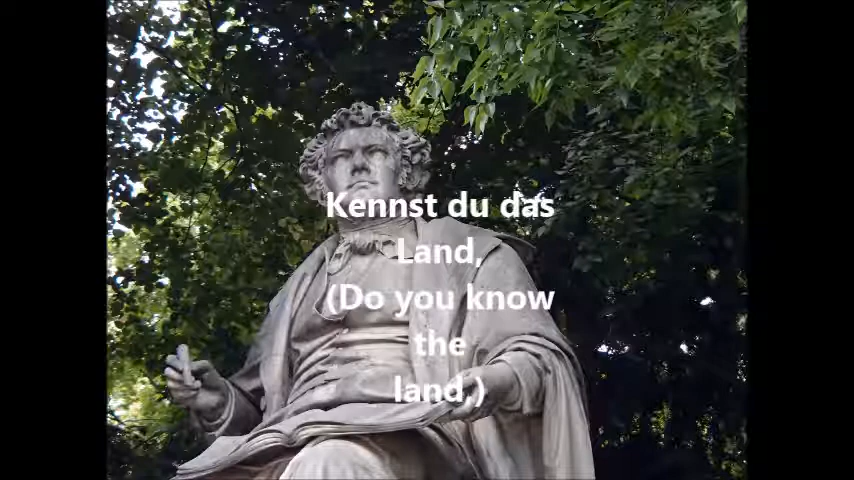 Kennst du das
Land,
(Do you know
the
land,)